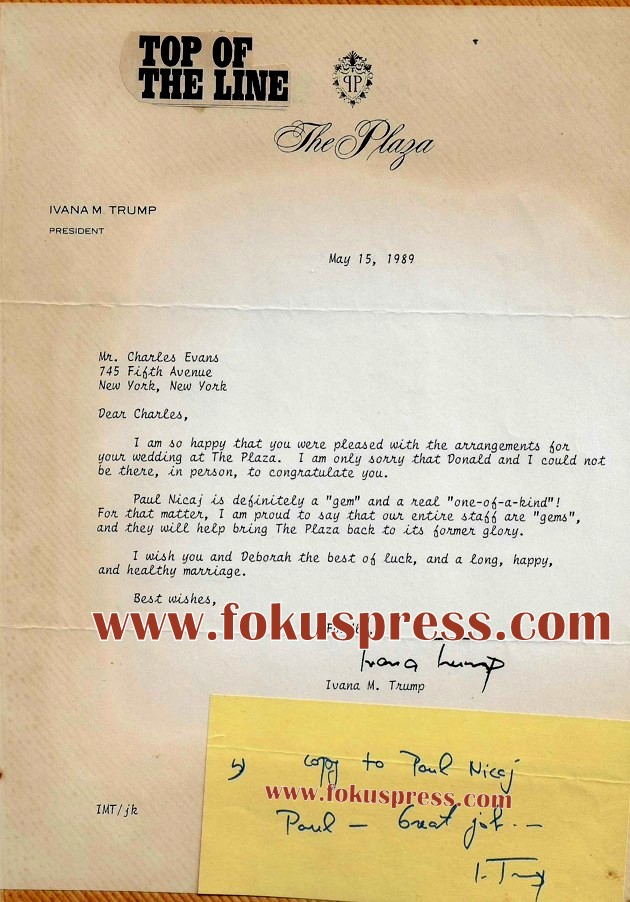 TOP OF
THE LINE
PP
The Plaza
IVANA M. TRUMP
PRESIDENT
May 15, 1989
Mr. Charles Evans
745 Fifth Avenue
New York, New York
Dear Charles,
I am so happy that you were pleased with the arrangements for
your wedding at The Plaza. I am only sorry that Donald and I could not
be there, in person, to congratulate you.
Paul Nicaj is definitely a "gem" and a real "one-of-a-kind"!
For that matter, I am proud to say that our entire staff are "gems",
and they will help bring The Plaza back to its former glory.
I wish you and Deborah the best of luck, and a long, happy,
and healthy marriage.
Best wishes,
www.fokuspress.com
Ivana Trump
Ivana M. Trump
copy to Paul Nicaj
www.fokuspress.com
Paul — Great job --
IMT/jk